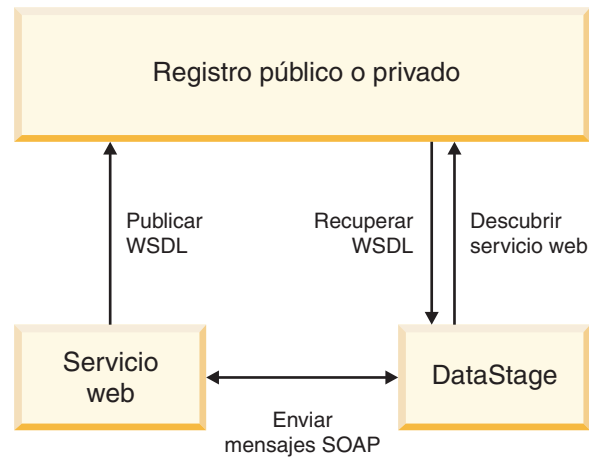 Registro público o privado
Publicar
WSDL
Recuperar
WSDL
Descubrir
servicio web
Servicio
web
DataStage
Enviar
mensajes SOAP